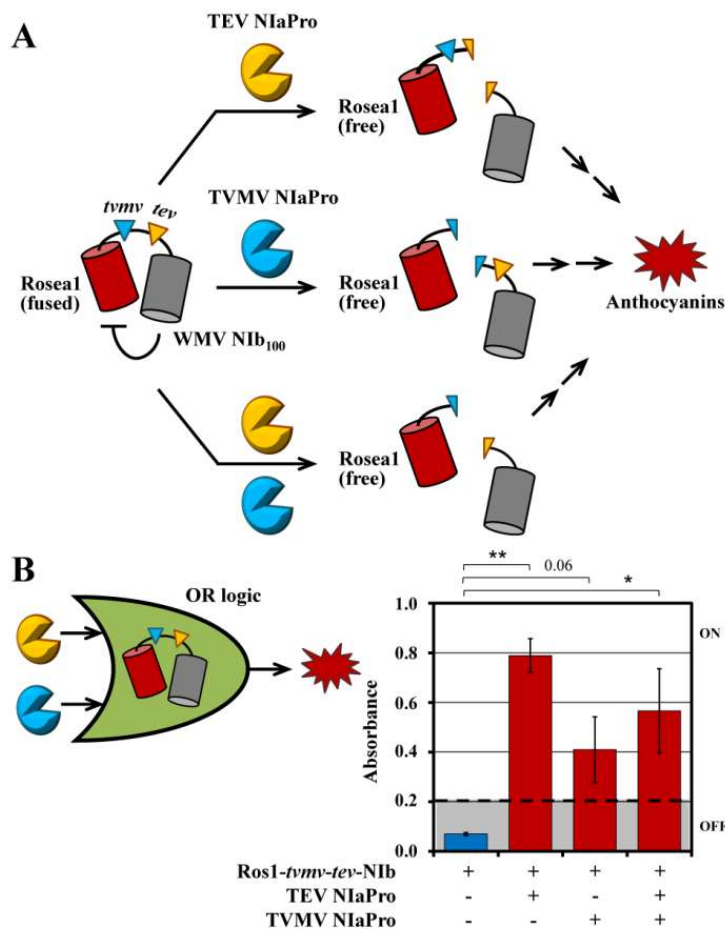 A
TEV NIaPro
Rosea1
(free)
tvmv
tev
TVMV NIaPro
Rosea1
(fused)
Rosea1
(free)
Anthocyanins
WMV NIb100
Rosea1
(free)
B
OR logic
**
0.06
*
1.0
0.8
0.6
0.4
0.2
0.0
Absorbance
ON
OFF
Ros1-tvmv-tev-NIb + + + +
TEV NIaPro - + - +
TVMV NIaPro - - + +